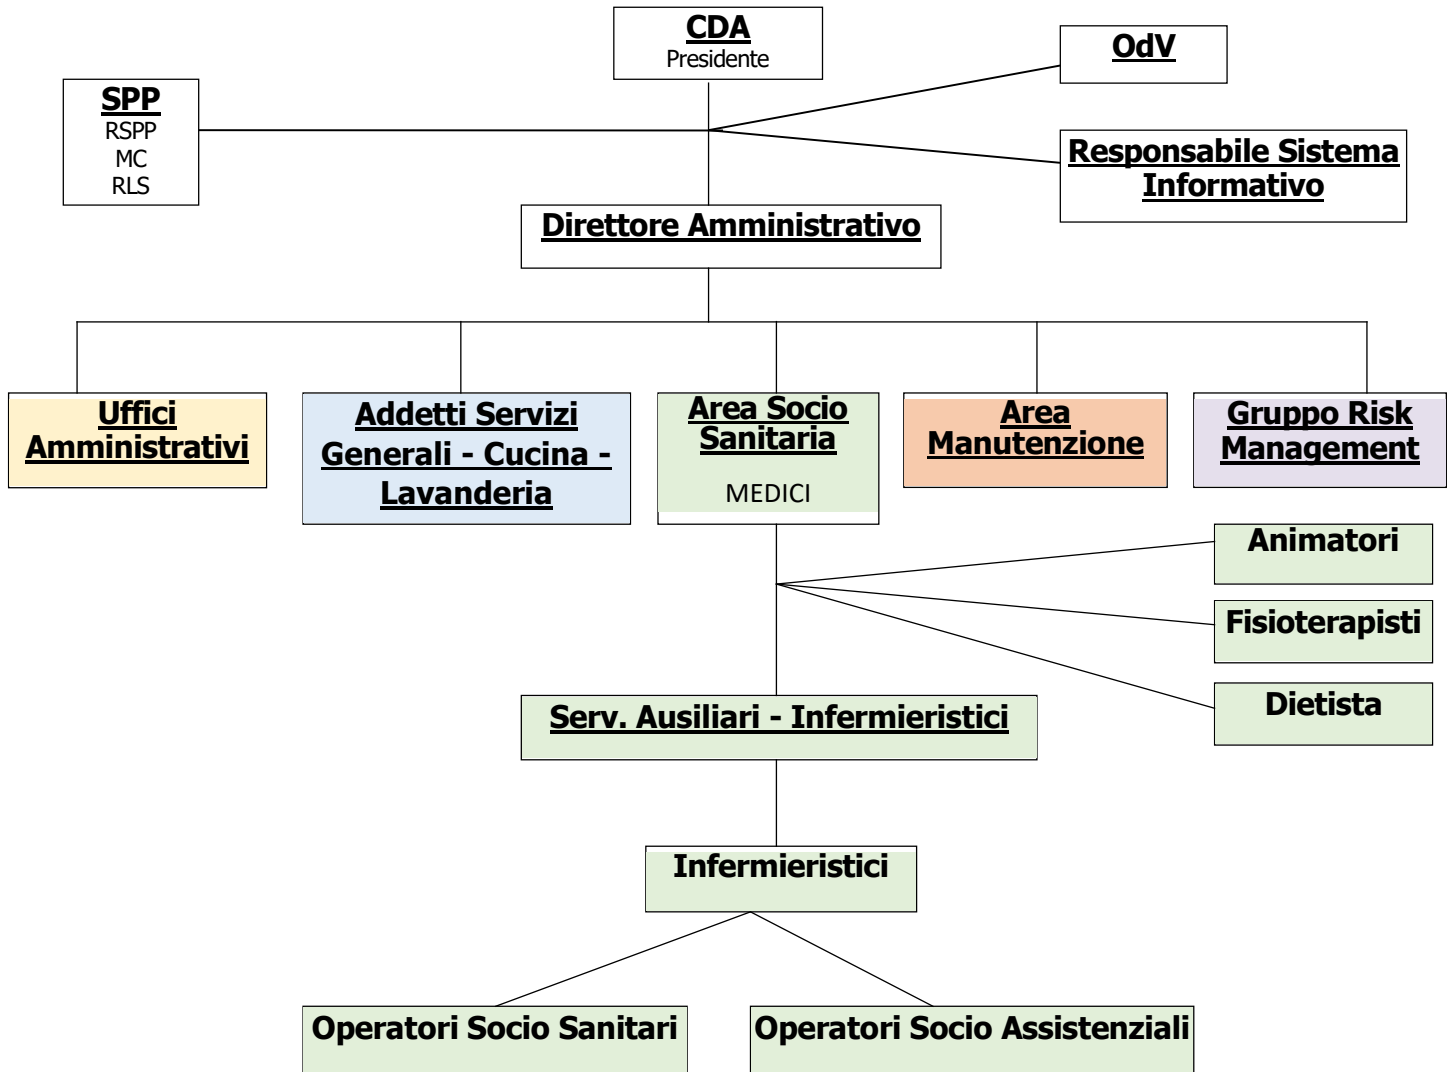 CDA
Presidente
OdV
SPP
RSPP
MC
RLS
Responsabile Sistema
Informativo
Direttore Amministrativo
Uffici
Amministrativi
Addetti Servizi
Generali - Cucina -
Lavanderia
Area Socio
Sanitaria
MEDICI
Area
Manutenzione
Gruppo Risk
Management
Animatori
Fisioterapisti
Dietista
Serv. Ausiliari - Infermieristici
Infermieristici
Operatori Socio Sanitari
Operatori Socio Assistenziali